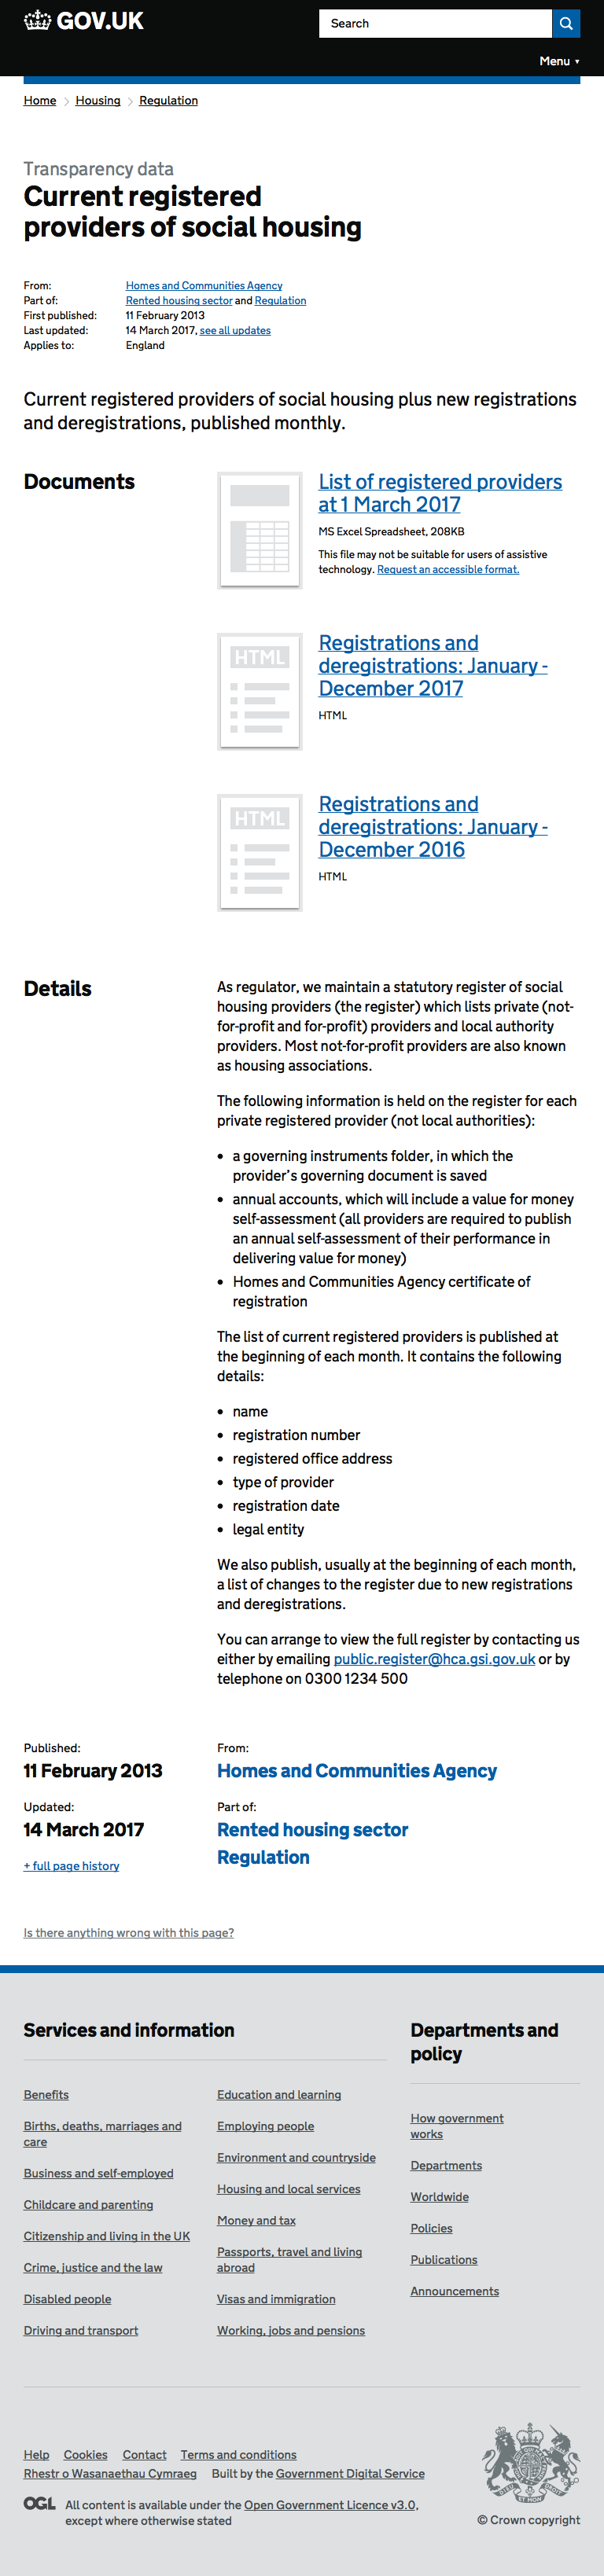 GOV.UK
Search
Menu ▼
Home > Housing > Regulation
Transparency data
Current registered
providers of social housing
From: Homes and Communities Agency
Part of: Rented housing sector and Regulation
First published: 11 February 2013
Last updated: 14 March 2017, see all updates
Applies to: England
Current registered providers of social housing plus new registrations
and deregistrations, published monthly.
Documents
List of registered providers
at 1 March 2017
MS Excel Spreadsheet, 208KB
This file may not be suitable for users of assistive
technology. Request an accessible format.
HTML
Registrations and
deregistrations: January -
December 2017
HTML
HTML
Registrations and
deregistrations: January -
December 2016
HTML
Details
As regulator, we maintain a statutory register of social
housing providers (the register) which lists private (not-
for-profit and for-profit) providers and local authority
providers. Most not-for-profit providers are also known
as housing associations.
The following information is held on the register for each
private registered provider (not local authorities):
• a governing instruments folder, in which the
provider’s governing document is saved
• annual accounts, which will include a value for money
self-assessment (all providers are required to publish
an annual self-assessment of their performance in
delivering value for money)
• Homes and Communities Agency certificate of
registration
The list of current registered providers is published at
the beginning of each month. It contains the following
details:
• name
• registration number
• registered office address
• type of provider
• registration date
• legal entity
We also publish, usually at the beginning of each month,
a list of changes to the register due to new registrations
and deregistrations.
You can arrange to view the full register by contacting us
either by emailing public.register@hca.gsi.gov.uk or by
telephone on 0300 1234 500
Published:
11 February 2013
Updated:
14 March 2017
+ full page history
From:
Homes and Communities Agency
Part of:
Rented housing sector
Regulation
Is there anything wrong with this page?
Services and information
Benefits
Births, deaths, marriages and
care
Business and self-employed
Childcare and parenting
Citizenship and living in the UK
Crime, justice and the law
Disabled people
Driving and transport
Education and learning
Employing people
Environment and countryside
Housing and local services
Money and tax
Passports, travel and living
abroad
Visas and immigration
Working, jobs and pensions
Departments and
policy
How government
works
Departments
Worldwide
Policies
Publications
Announcements
Help Cookies Contact Terms and conditions
Rhestr o Wasanaethau Cymraeg Built by the Government Digital Service
OGL All content is available under the Open Government Licence v3.0,
except where otherwise stated
© Crown copyright